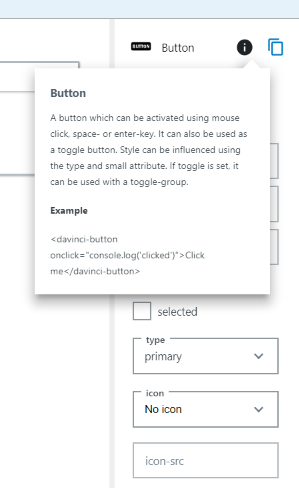 BUTTON
Button
Button
A button which can be activated using mouse
click, space- or enter-key. It can also be used as
a toggle button. Style can be influenced using
the type and small attribute. If toggle is set, it
can be used with a toggle-group.
Example
<davinci-button
onclick="console.log('clicked')">Click
me</davinci-button>
selected
type
primary
icon
No icon
icon-src